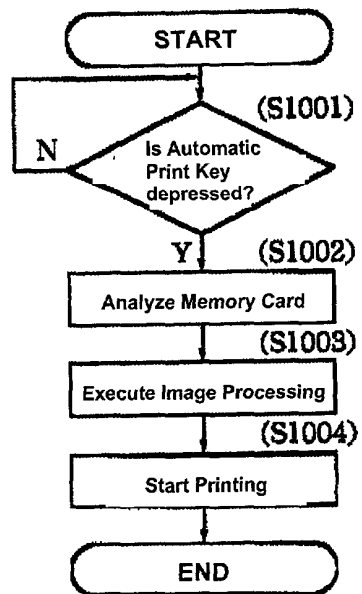 START
(S1001)
N
Is Automatic
Print Key
depressed?
Y
(S1002)
Analyze Memory Card
(S1003)
Execute Image Processing
(S1004)
Start Printing
END